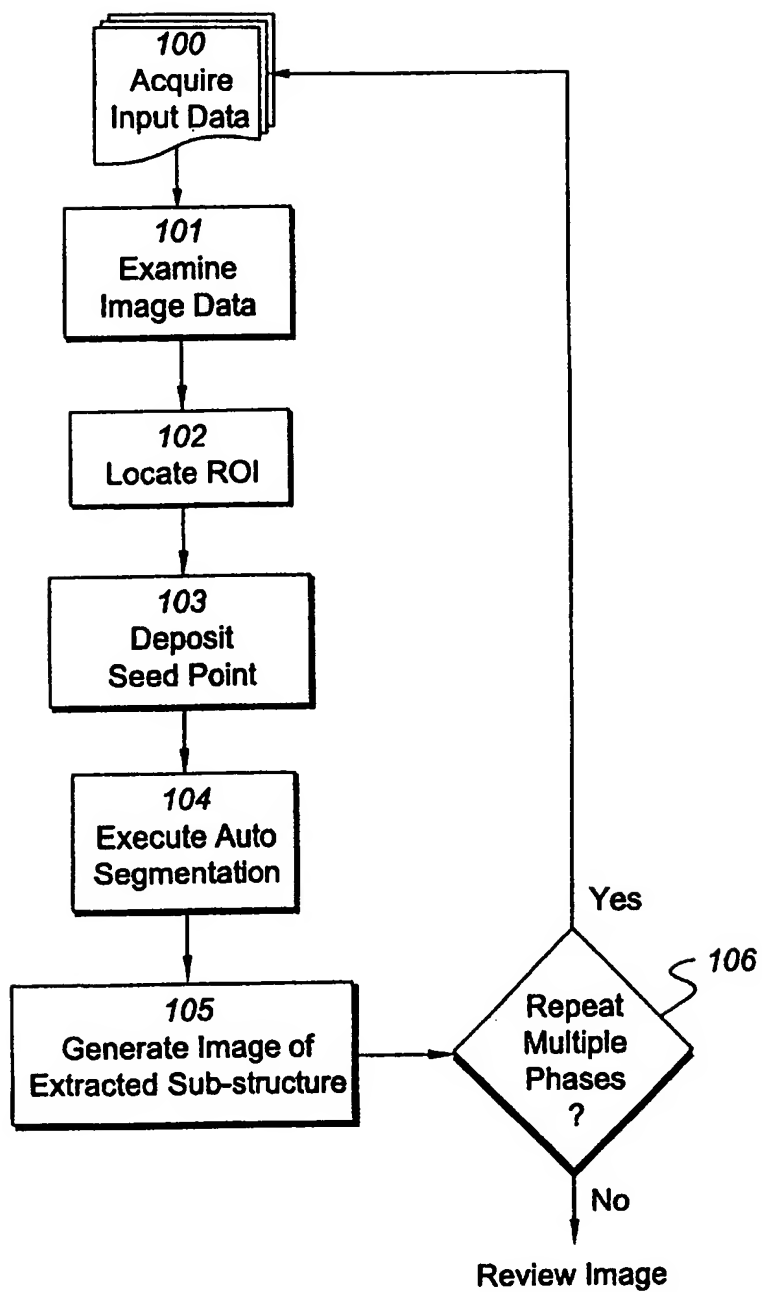 100
Acquire
Input Data
101
Examine
Image Data
102
Locate ROI
103
Deposit
Seed Point
104
Execute Auto
Segmentation
105
Generate Image of
Extracted Sub-structure
Yes
106
Repeat
Multiple
Phases
?
No
Review Image